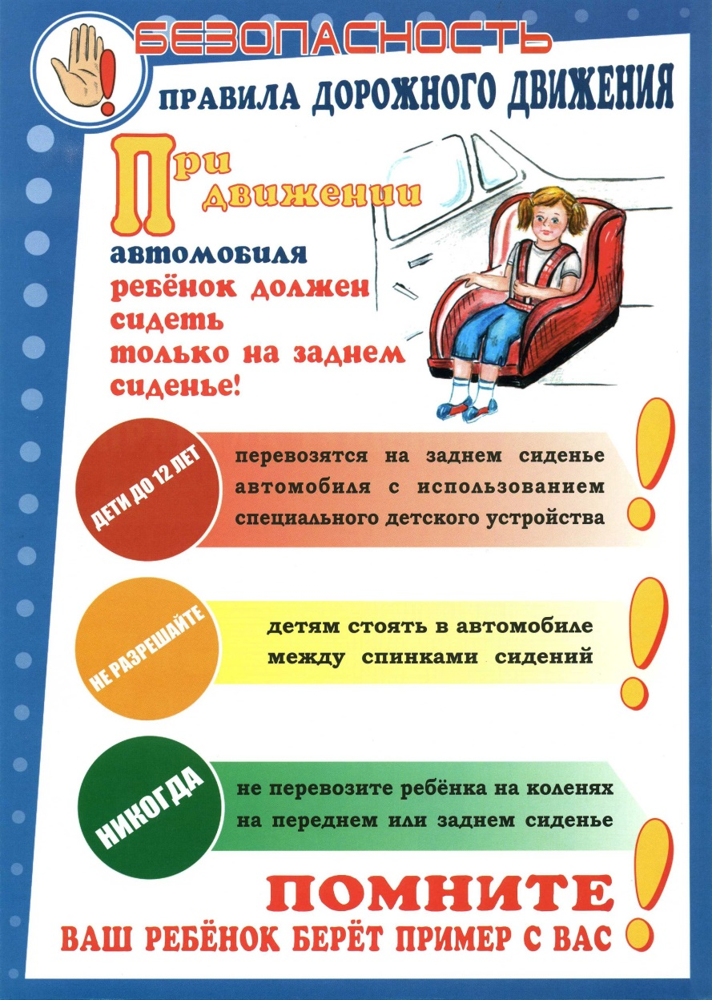 БЕЗОПАСНОСТЬ
ПРАВИЛА ДОРОЖНОГО ДВИЖЕНИЯ
При
движении
автомобиля
ребёнок должен
сидеть
только на заднем
сиденье!
ДЕТИ ДО 12 ЛЕТ
перевозятся на заднем сиденье
автомобиля с использованием
специального детского устройства
НЕ РАЗРЕШАЙТЕ
детям стоять в автомобиле
между спинками сидений
НИКОГДА
не перевозите ребёнка на коленях
на переднем или заднем сиденье
ПОМНИТЕ
ВАШ РЕБЁНОК БЕРЁТ ПРИМЕР С ВАС!